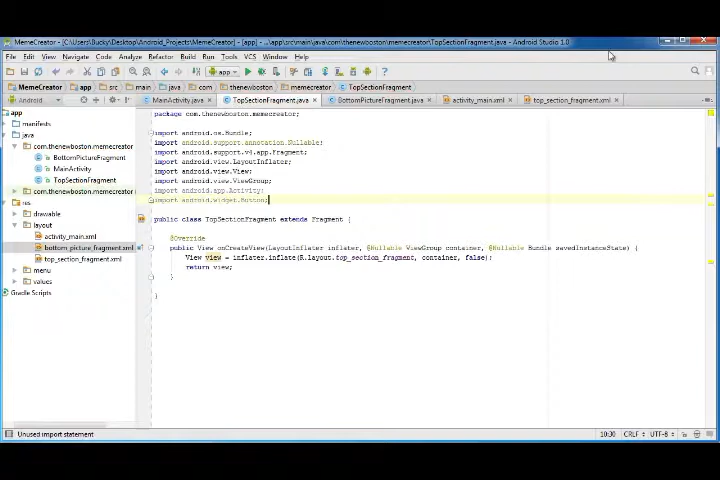 MemeCreator - [C:\Users\Bucky\Desktop\Android_Projects\MemeCreator] - [app] - ...\app\src\main\java\com\thenewboston\memecreator\TopSectionFragment.java - Android Studio 1.0
File Edit View Navigate Code Analyze Refactor Build Run Tools VCS Window Help
app
MemeCreator app src main java com thenewboston memecreator TopSectionFragment
Android
MainActivity.java TopSectionFragment.java BottomPictureFragment.java activity_main.xml top_section_fragment.xml
app
manifests
java
com.thenewboston.memecreator
BottomPictureFragment
MainActivity
TopSectionFragment
com.thenewboston.memecreator
res
drawable
layout
activity_main.xml
bottom_picture_fragment.xml
top_section_fragment.xml
menu
values
Gradle Scripts
package com.thenewboston.memecreator;
import android.os.Bundle;
import android.support.annotation.Nullable;
import android.support.v4.app.Fragment;
import android.view.LayoutInflater;
import android.view.View;
import android.view.ViewGroup;
import android.app.Activity;
import android.widget.Button;
public class TopSectionFragment extends Fragment {
@Override
public View onCreateView(LayoutInflater inflater, @Nullable ViewGroup container, @Nullable Bundle savedInstanceState) {
View view = inflater.inflate(R.layout.top_section_fragment, container, false);
return view;
}
}
Unused import statement 10:30 CRLF UTF-8